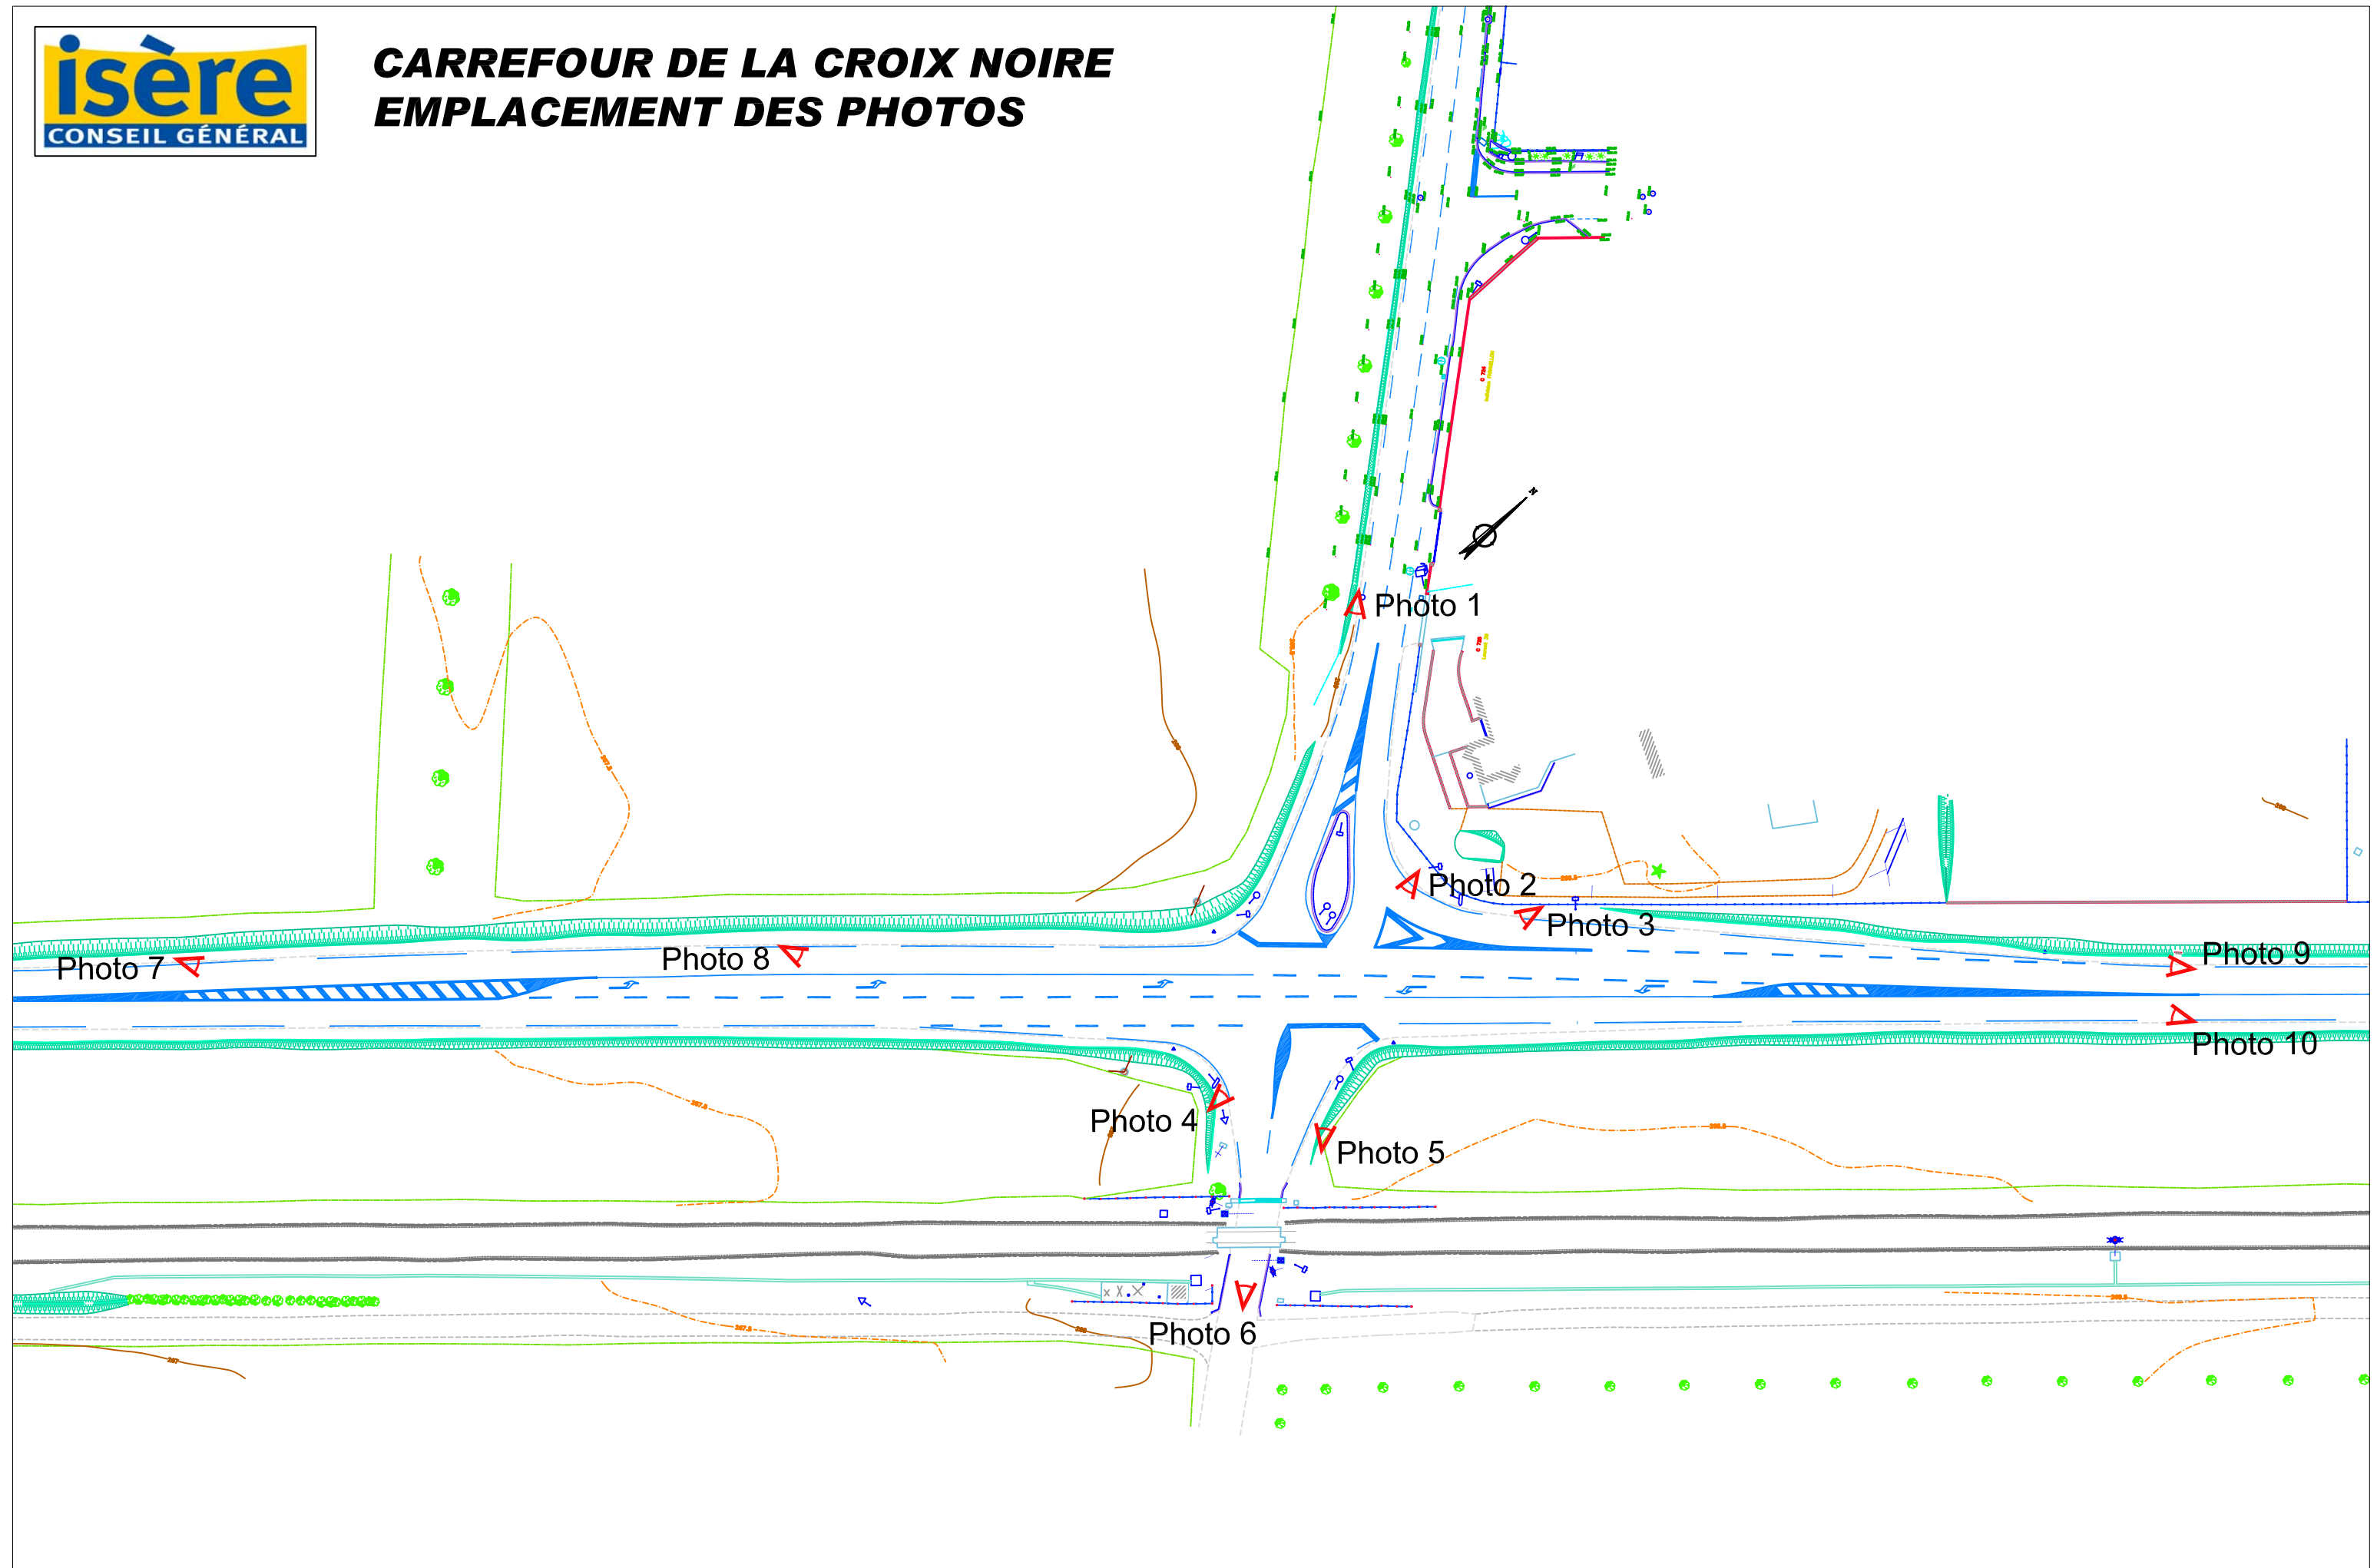 isère
CONSEIL GÉNÉRAL
CARREFOUR DE LA CROIX NOIRE
EMPLACEMENT DES PHOTOS
N
Photo 1
Photo 2
Photo 3
Photo 9
Photo 7
Photo 8
Photo 10
Photo 4
Photo 5
Photo 6